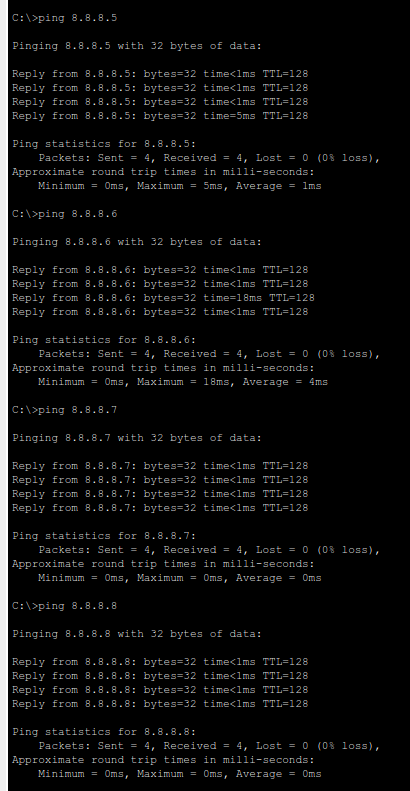 C:\>ping 8.8.8.5
Pinging 8.8.8.5 with 32 bytes of data:
Reply from 8.8.8.5: bytes=32 time<1ms TTL=128
Reply from 8.8.8.5: bytes=32 time<1ms TTL=128
Reply from 8.8.8.5: bytes=32 time<1ms TTL=128
Reply from 8.8.8.5: bytes=32 time=5ms TTL=128
Ping statistics for 8.8.8.5:
    Packets: Sent = 4, Received = 4, Lost = 0 (0% loss),
Approximate round trip times in milli-seconds:
    Minimum = 0ms, Maximum = 5ms, Average = 1ms
C:\>ping 8.8.8.6
Pinging 8.8.8.6 with 32 bytes of data:
Reply from 8.8.8.6: bytes=32 time<1ms TTL=128
Reply from 8.8.8.6: bytes=32 time<1ms TTL=128
Reply from 8.8.8.6: bytes=32 time=18ms TTL=128
Reply from 8.8.8.6: bytes=32 time<1ms TTL=128
Ping statistics for 8.8.8.6:
    Packets: Sent = 4, Received = 4, Lost = 0 (0% loss),
Approximate round trip times in milli-seconds:
    Minimum = 0ms, Maximum = 18ms, Average = 4ms
C:\>ping 8.8.8.7
Pinging 8.8.8.7 with 32 bytes of data:
Reply from 8.8.8.7: bytes=32 time<1ms TTL=128
Reply from 8.8.8.7: bytes=32 time<1ms TTL=128
Reply from 8.8.8.7: bytes=32 time<1ms TTL=128
Reply from 8.8.8.7: bytes=32 time<1ms TTL=128
Ping statistics for 8.8.8.7:
    Packets: Sent = 4, Received = 4, Lost = 0 (0% loss),
Approximate round trip times in milli-seconds:
    Minimum = 0ms, Maximum = 0ms, Average = 0ms
C:\>ping 8.8.8.8
Pinging 8.8.8.8 with 32 bytes of data:
Reply from 8.8.8.8: bytes=32 time<1ms TTL=128
Reply from 8.8.8.8: bytes=32 time<1ms TTL=128
Reply from 8.8.8.8: bytes=32 time<1ms TTL=128
Reply from 8.8.8.8: bytes=32 time<1ms TTL=128
Ping statistics for 8.8.8.8:
    Packets: Sent = 4, Received = 4, Lost = 0 (0% loss),
Approximate round trip times in milli-seconds:
    Minimum = 0ms, Maximum = 0ms, Average = 0ms